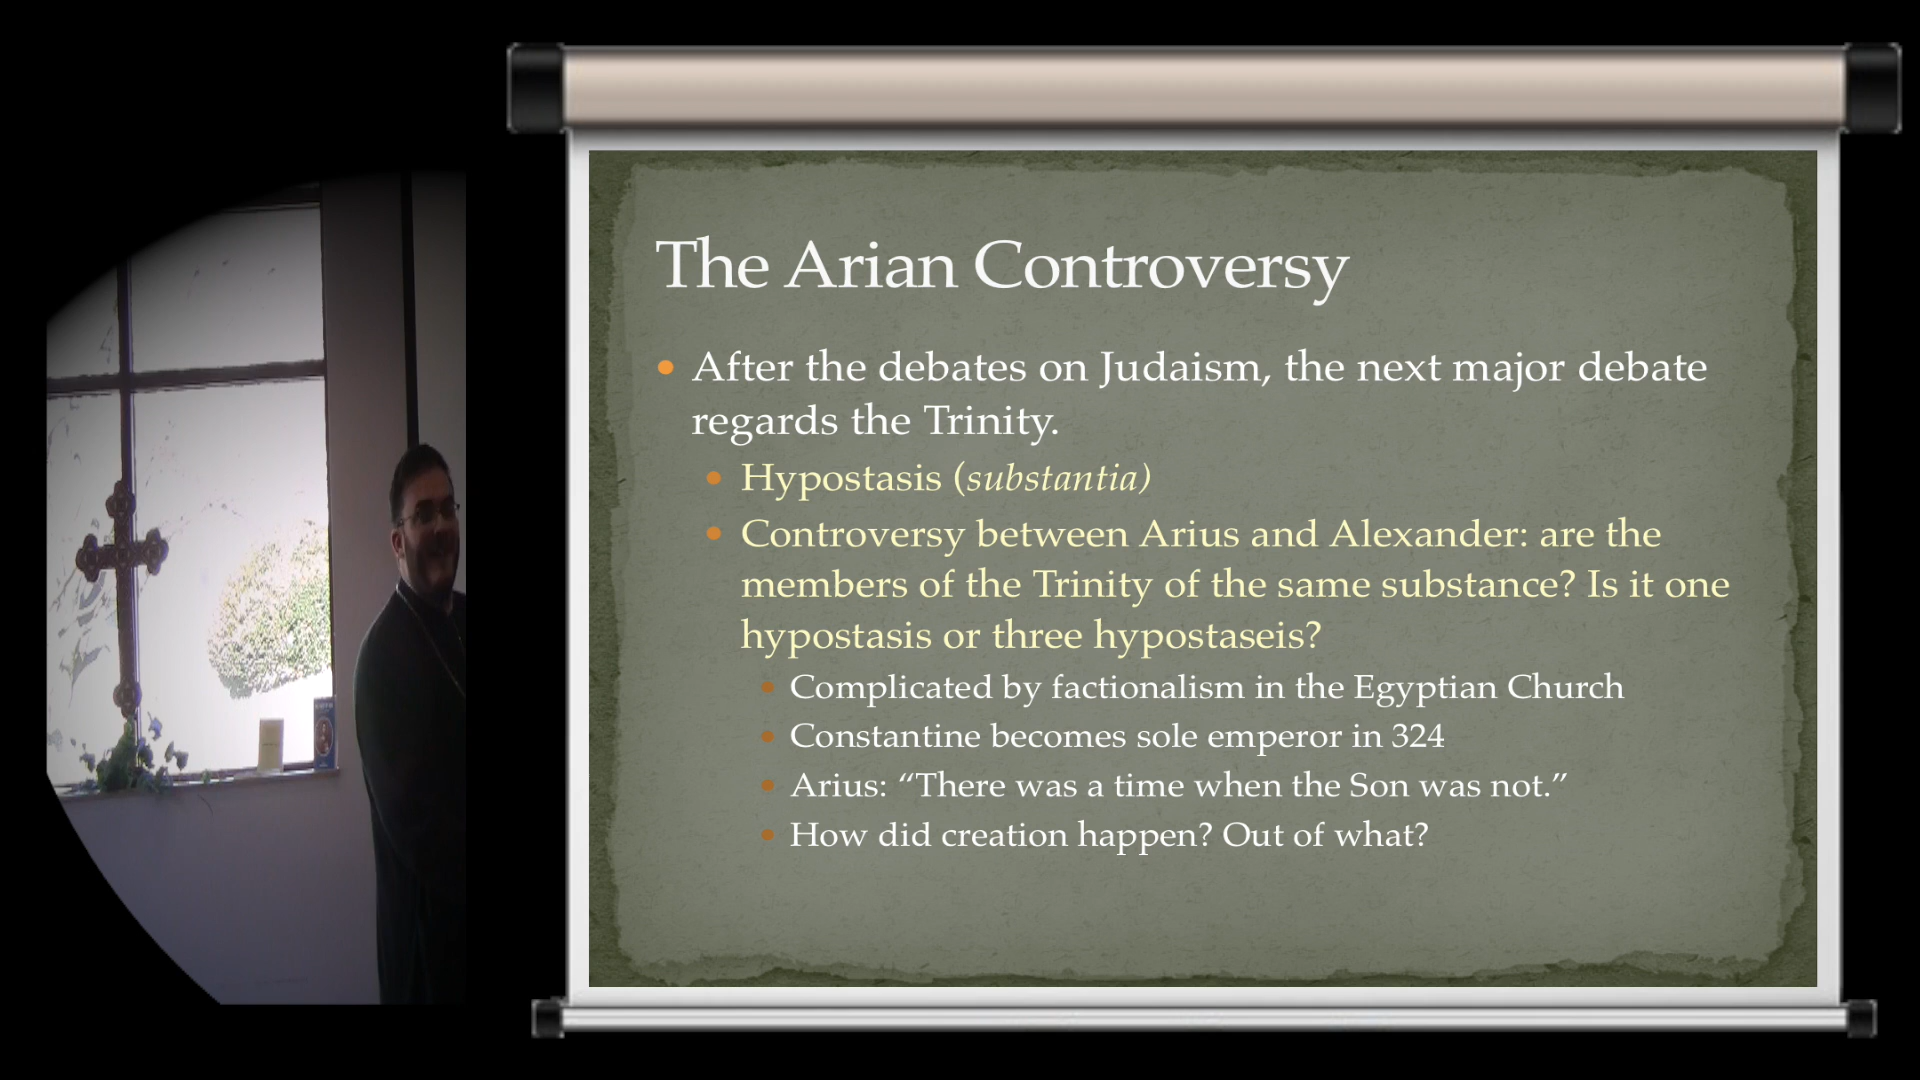 The Arian Controversy
• After the debates on Judaism, the next major debate
regards the Trinity.
• Hypostasis (substantia)
• Controversy between Arius and Alexander: are the
members of the Trinity of the same substance? Is it one
hypostasis or three hypostaseis?
• Complicated by factionalism in the Egyptian Church
• Constantine becomes sole emperor in 324
• Arius: “There was a time when the Son was not.”
• How did creation happen? Out of what?